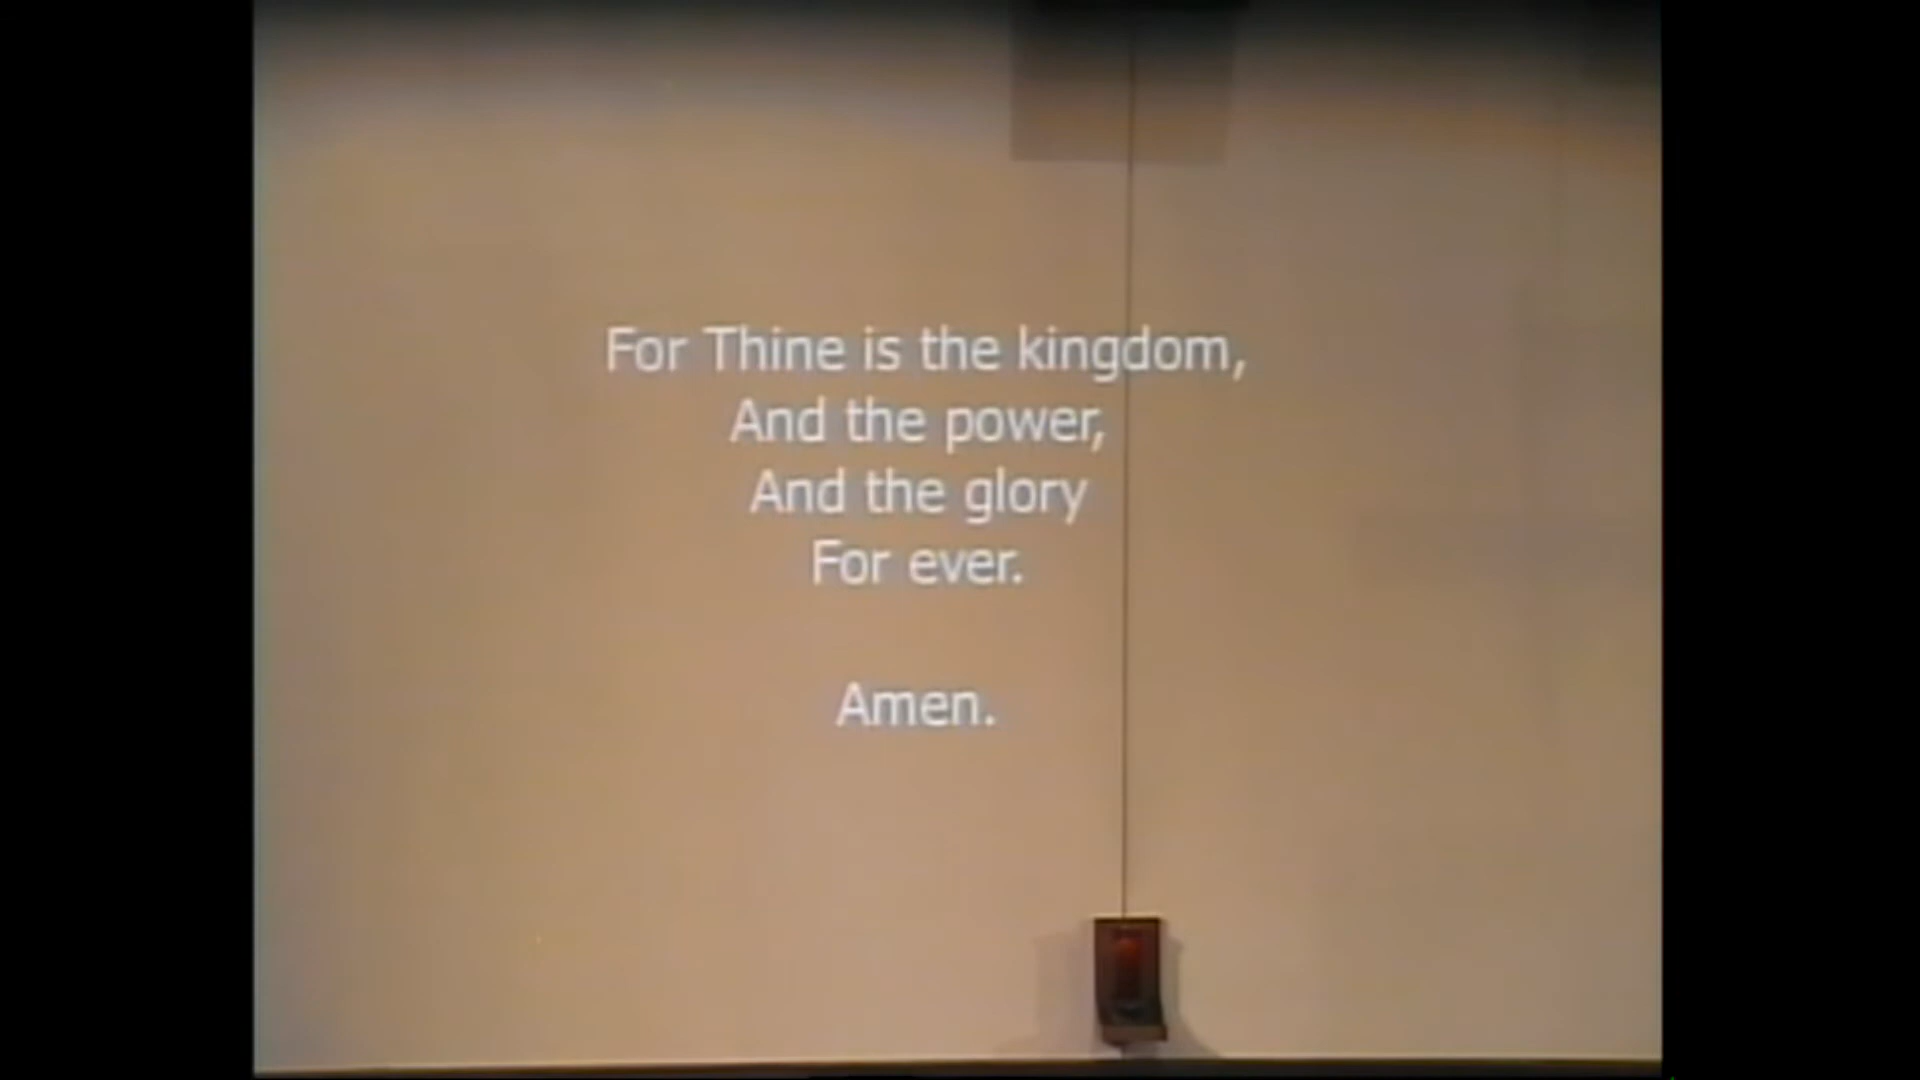 For Thine is the kingdom,
And the power,
And the glory
For ever.
Amen.